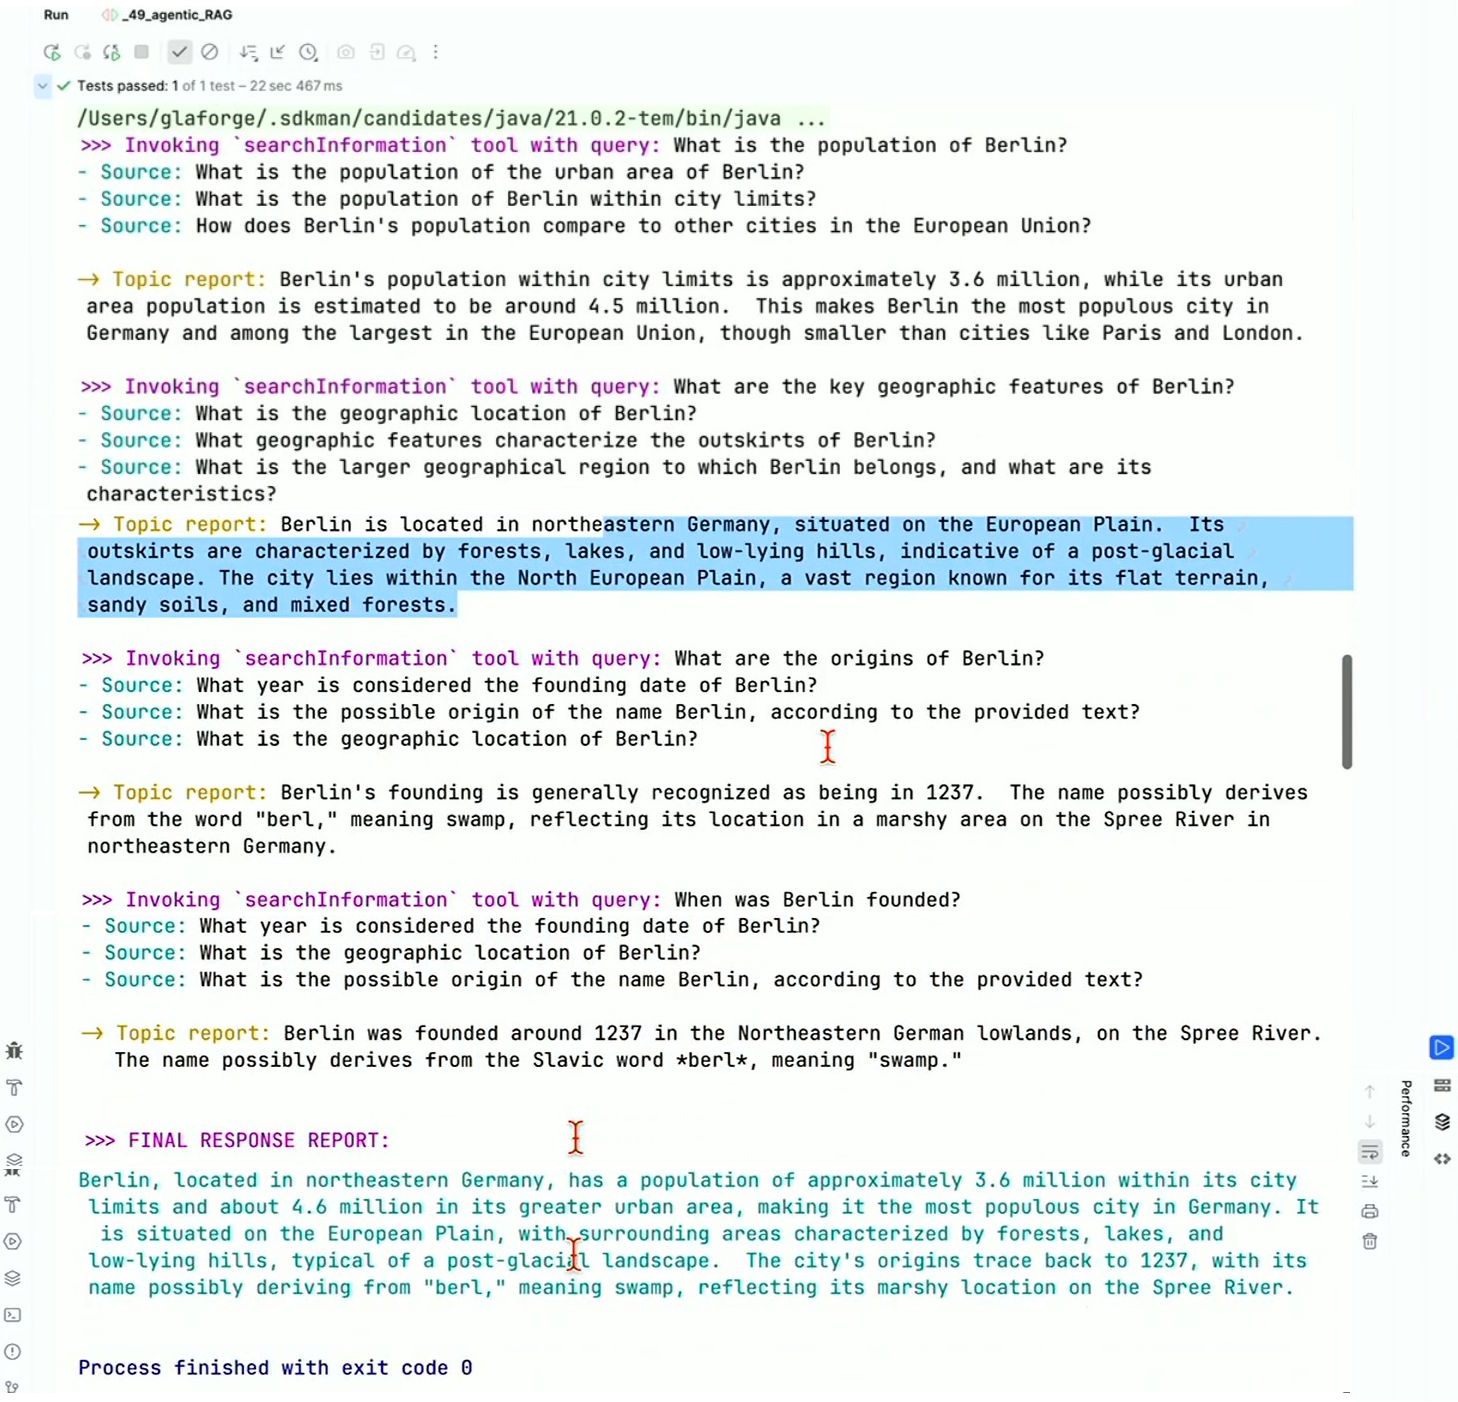 Run _49_agentic_RAG
Tests passed: 1 of 1 test – 22 sec 467 ms
/Users/glaforge/.sdkman/candidates/java/21.0.2-tem/bin/java ...
>>> Invoking `searchInformation` tool with query: What is the population of Berlin?
- Source: What is the population of the urban area of Berlin?
- Source: What is the population of Berlin within city limits?
- Source: How does Berlin's population compare to other cities in the European Union?
-> Topic report: Berlin's population within city limits is approximately 3.6 million, while its urban
area population is estimated to be around 4.5 million.  This makes Berlin the most populous city in
Germany and among the largest in the European Union, though smaller than cities like Paris and London.
>>> Invoking `searchInformation` tool with query: What are the key geographic features of Berlin?
- Source: What is the geographic location of Berlin?
- Source: What geographic features characterize the outskirts of Berlin?
- Source: What is the larger geographical region to which Berlin belongs, and what are its
characteristics?
-> Topic report: Berlin is located in northeastern Germany, situated on the European Plain.  Its
outskirts are characterized by forests, lakes, and low-lying hills, indicative of a post-glacial
landscape. The city lies within the North European Plain, a vast region known for its flat terrain,
sandy soils, and mixed forests.
>>> Invoking `searchInformation` tool with query: What are the origins of Berlin?
- Source: What year is considered the founding date of Berlin?
- Source: What is the possible origin of the name Berlin, according to the provided text?
- Source: What is the geographic location of Berlin?
-> Topic report: Berlin's founding is generally recognized as being in 1237.  The name possibly derives
from the word "berl," meaning swamp, reflecting its location in a marshy area on the Spree River in
northeastern Germany.
>>> Invoking `searchInformation` tool with query: When was Berlin founded?
- Source: What year is considered the founding date of Berlin?
- Source: What is the geographic location of Berlin?
- Source: What is the possible origin of the name Berlin, according to the provided text?
-> Topic report: Berlin was founded around 1237 in the Northeastern German lowlands, on the Spree River.
The name possibly derives from the Slavic word *berl*, meaning "swamp."
>>> FINAL RESPONSE REPORT:
Berlin, located in northeastern Germany, has a population of approximately 3.6 million within its city
limits and about 4.6 million in its greater urban area, making it the most populous city in Germany. It
is situated on the European Plain, with surrounding areas characterized by forests, lakes, and
low-lying hills, typical of a post-glacial landscape.  The city's origins trace back to 1237, with its
name possibly deriving from "berl," meaning swamp, reflecting its marshy location on the Spree River.
Process finished with exit code 0
Performance